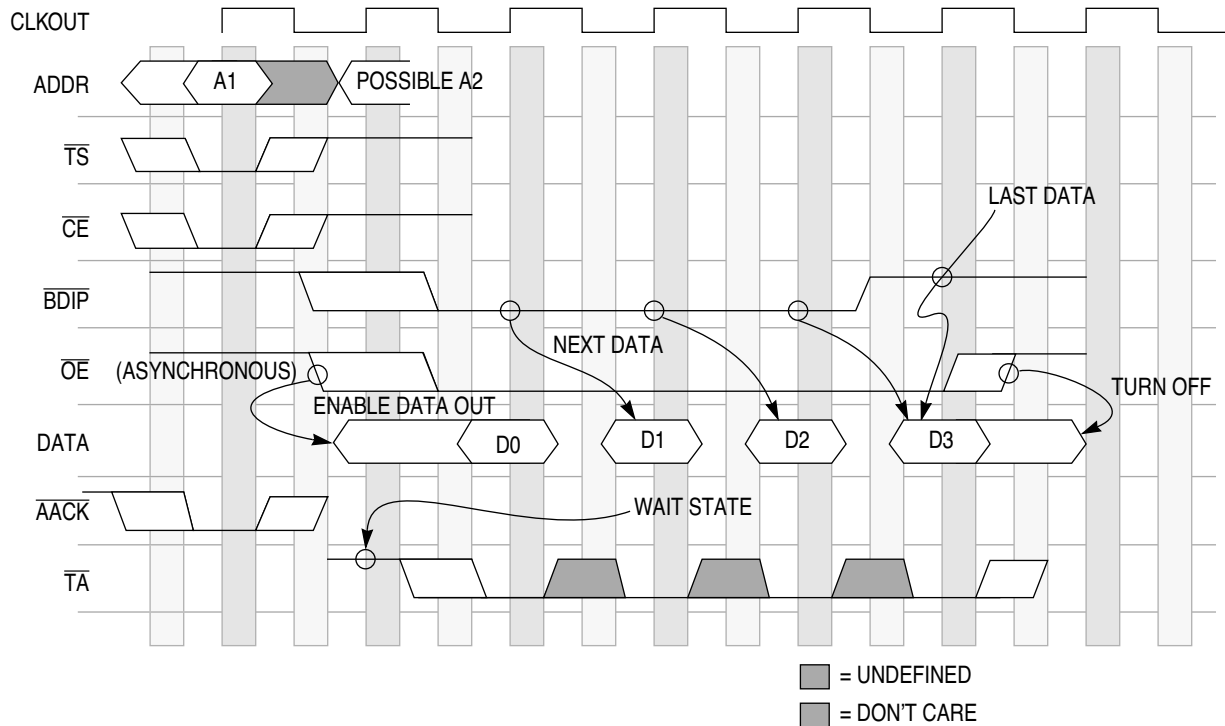 CLKOUT
ADDR
A1
POSSIBLE A2
TS
CE
LAST DATA
BDIP
NEXT DATA
OE
(ASYNCHRONOUS)
TURN OFF
ENABLE DATA OUT
DATA
D0
D1
D2
D3
AACK
WAIT STATE
TA
= UNDEFINED
= DON'T CARE